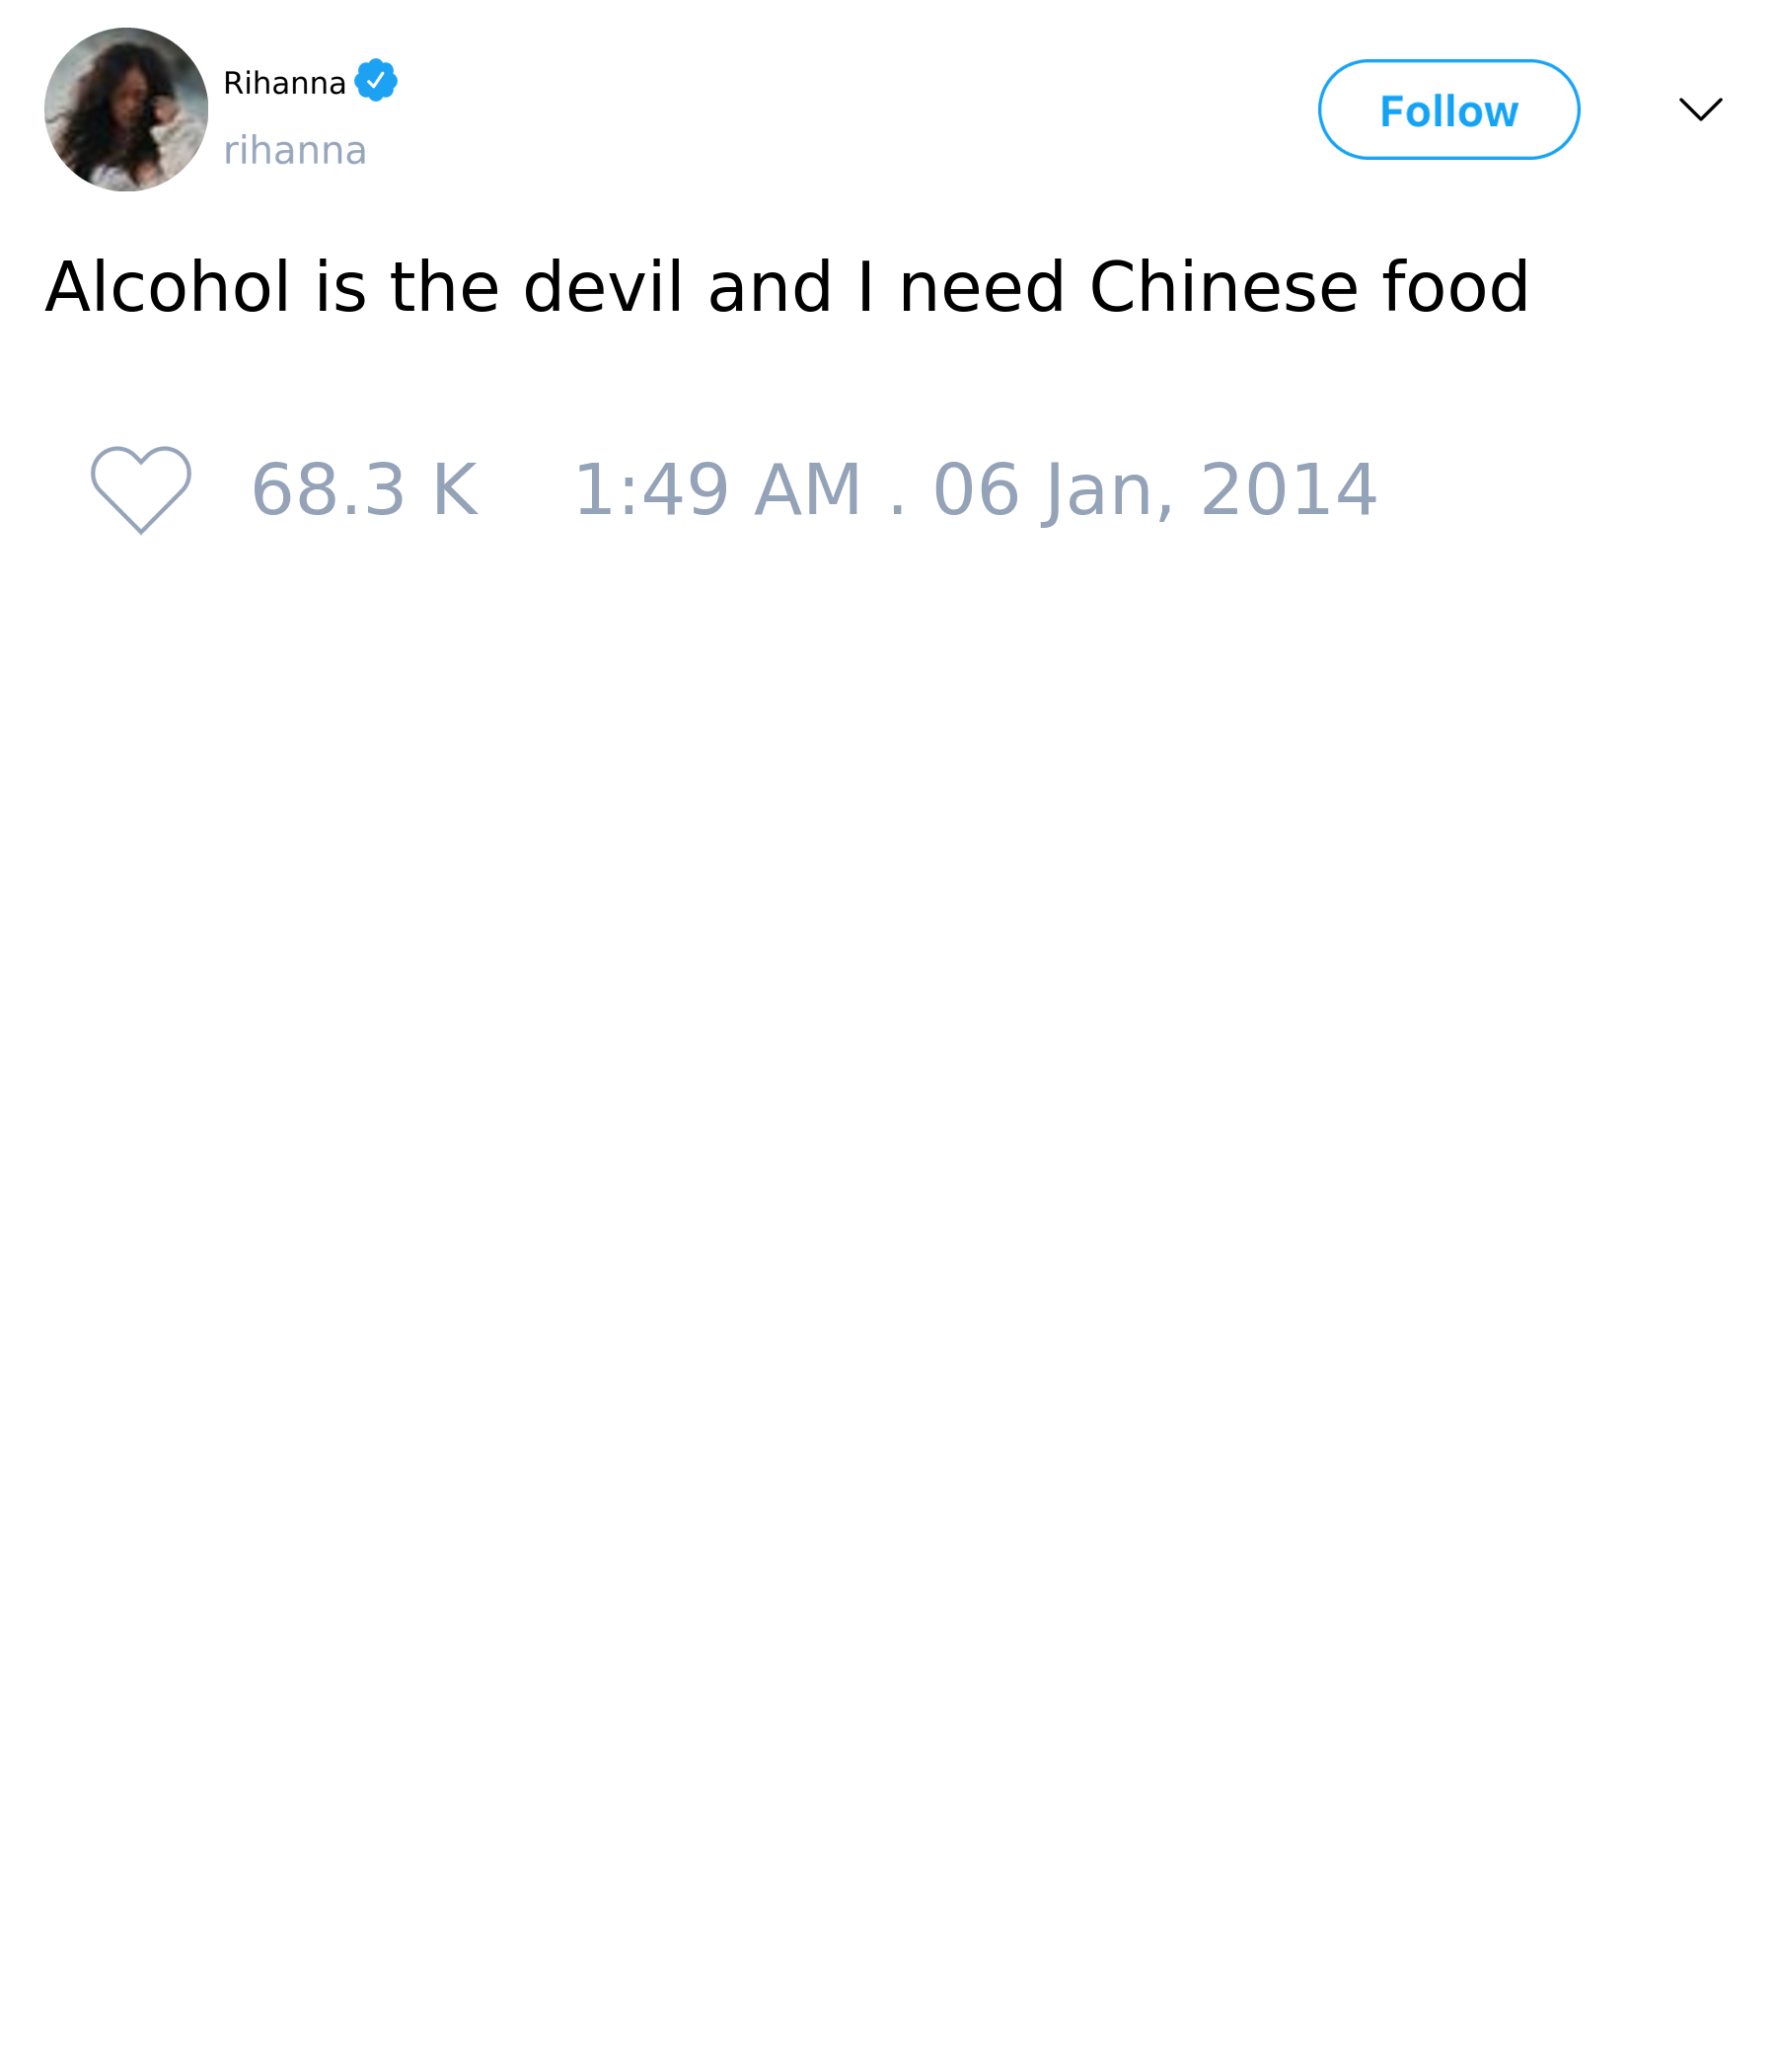 Rihanna
rihanna
Follow
Alcohol is the devil and I need Chinese food
68.3 K 1:49 AM . 06 Jan, 2014